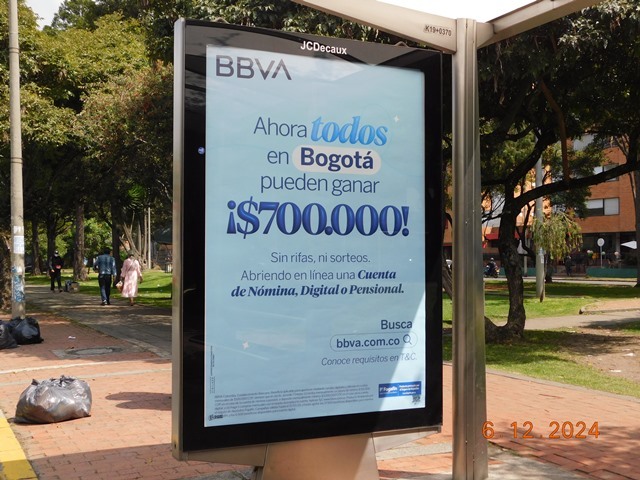 K19+0370
JCDecaux
BBVA
Ahora todos
en Bogotá
pueden ganar
¡$700.000!
Sin rifas, ni sorteos.
Abriendo en línea una Cuenta
de Nómina, Digital o Pensional.
Busca
bbva.com.co
Conoce requisitos en T&C.
6 12 2024